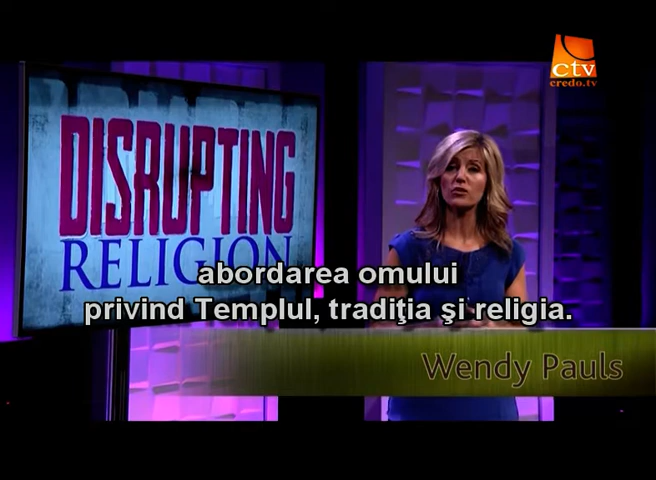 ctv
credo.tv
DISRUPTING
RELIGION
abordarea omului
privind Templul, tradiţia şi religia.
Wendy Pauls